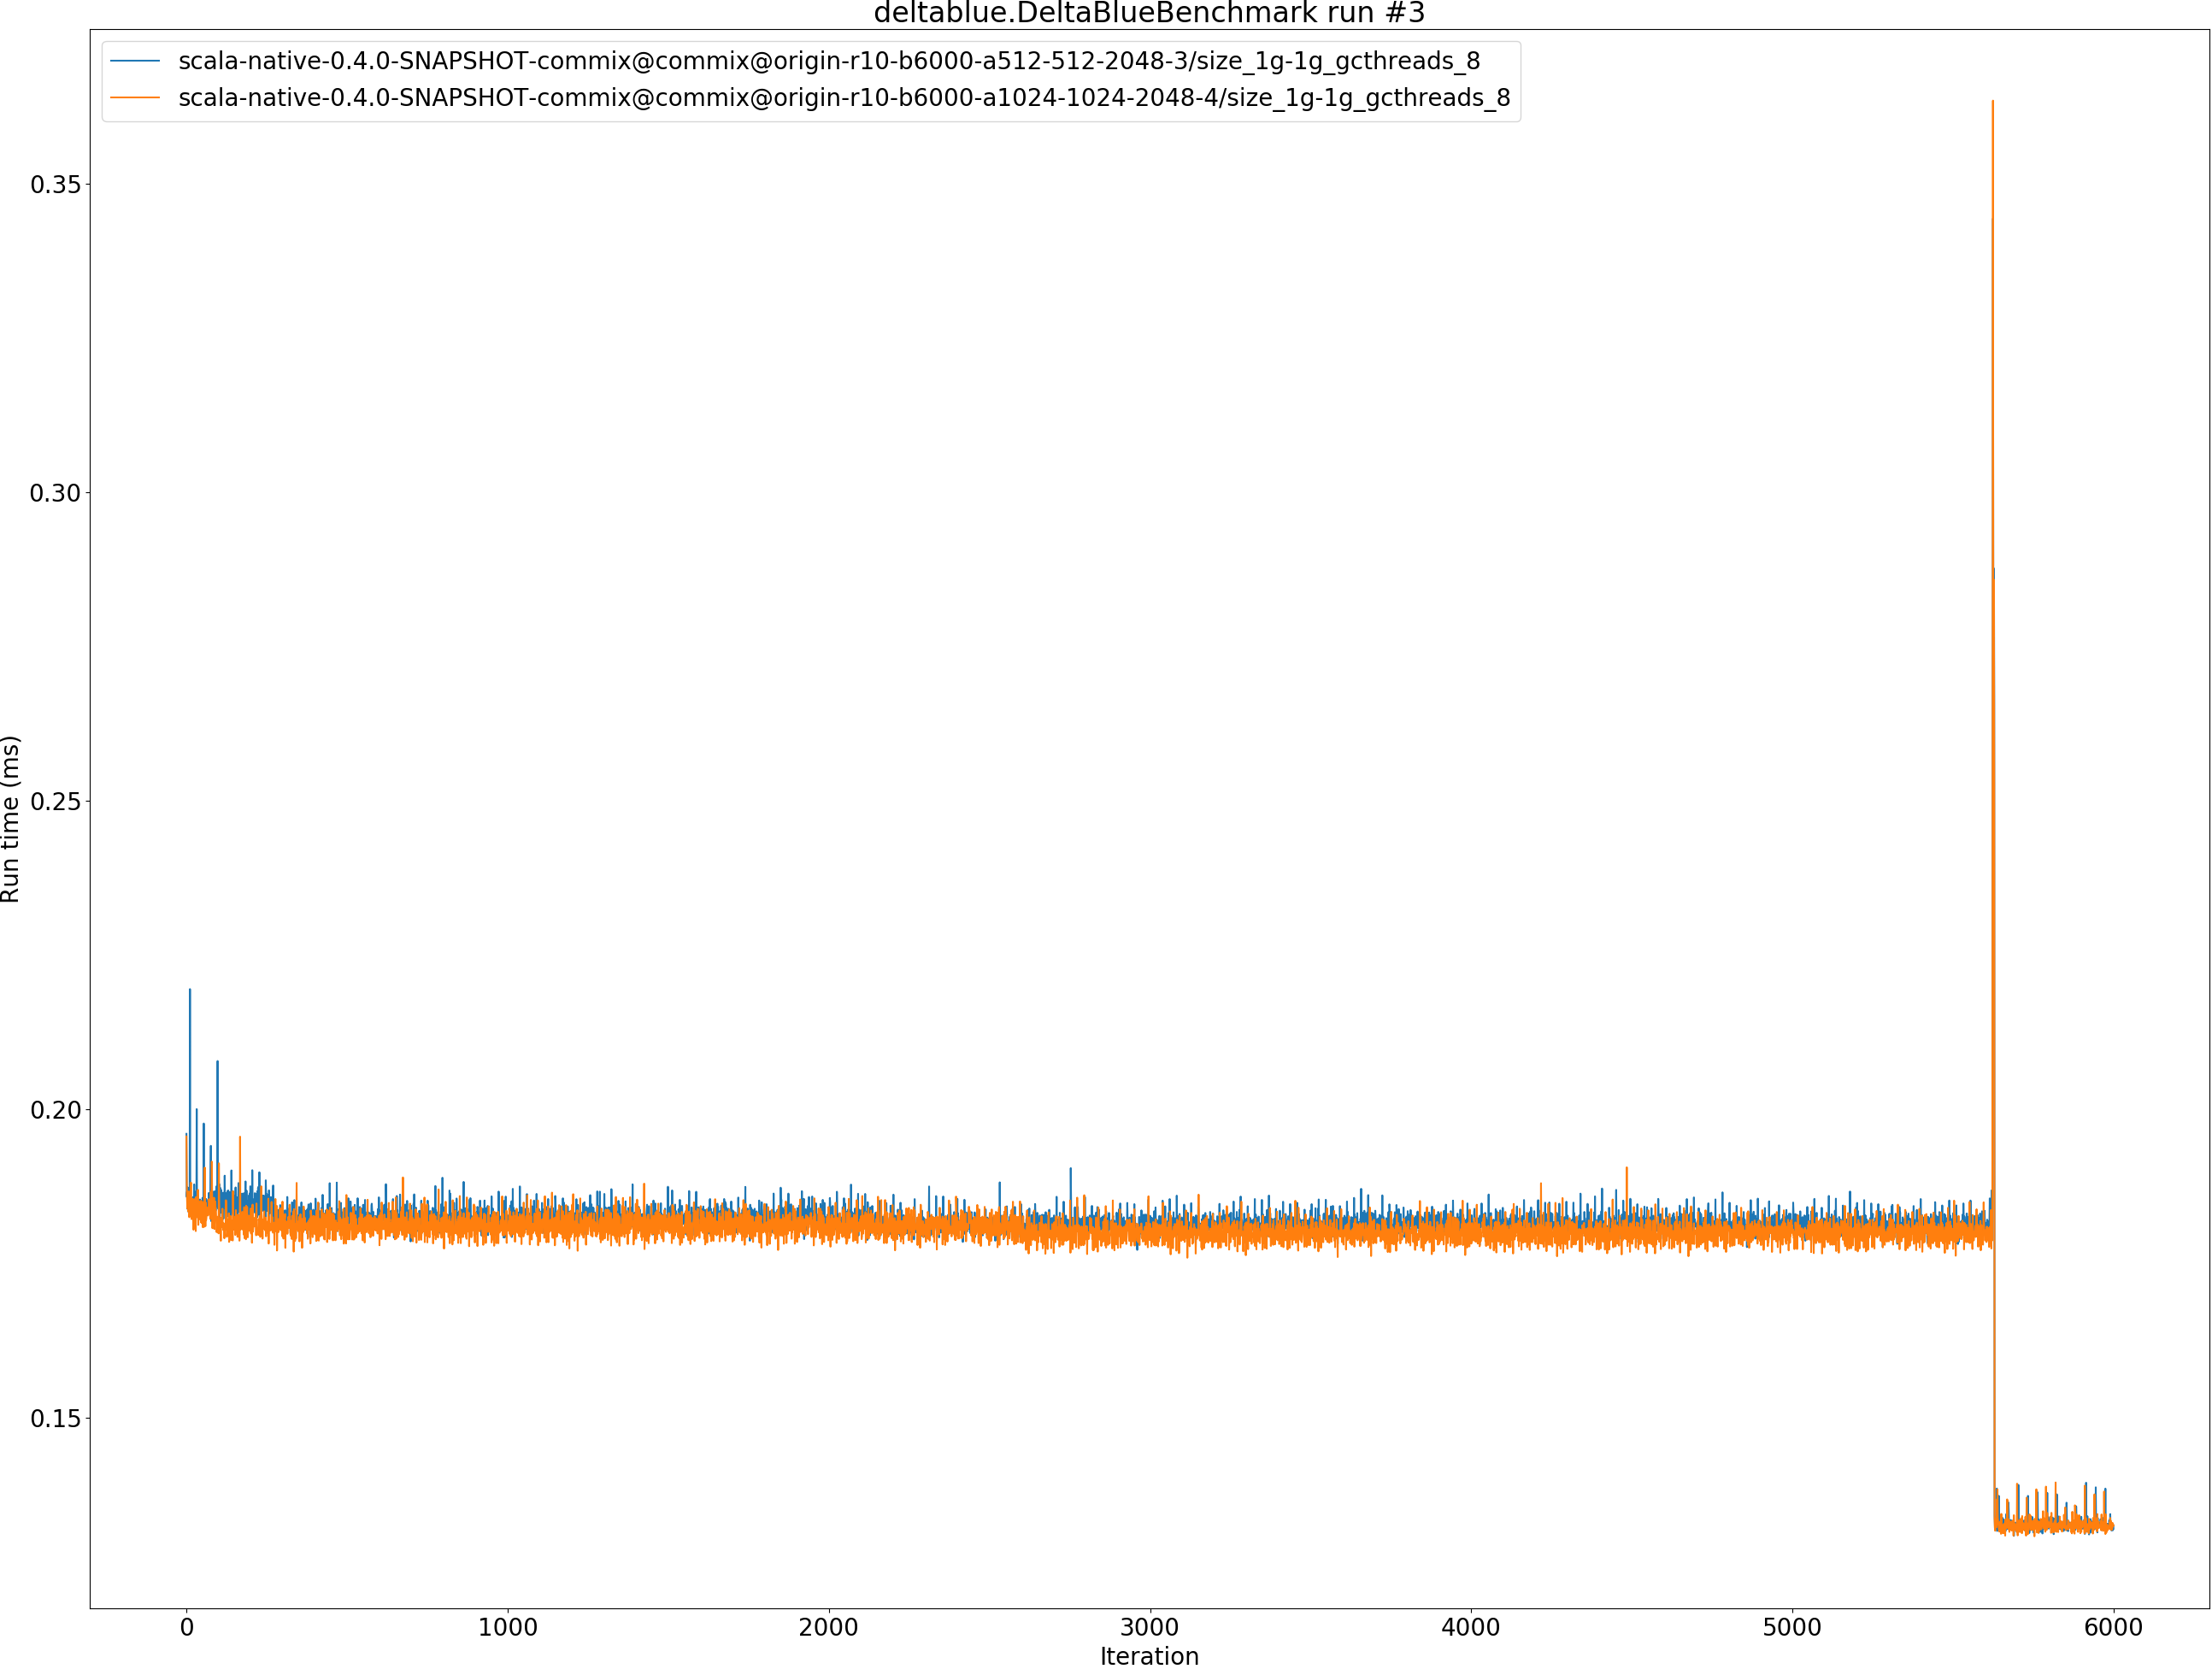 deltablue.DeltaBlueBenchmark run #3
scala-native-0.4.0-SNAPSHOT-commix@commix@origin-r10-b6000-a512-512-2048-3/size_1g-1g_gcthreads_8
scala-native-0.4.0-SNAPSHOT-commix@commix@origin-r10-b6000-a1024-1024-2048-4/size_1g-1g_gcthreads_8
0.35
0.30
0.25
0.20
0.15
Run time (ms)
0 1000 2000 3000 4000 5000 6000
Iteration